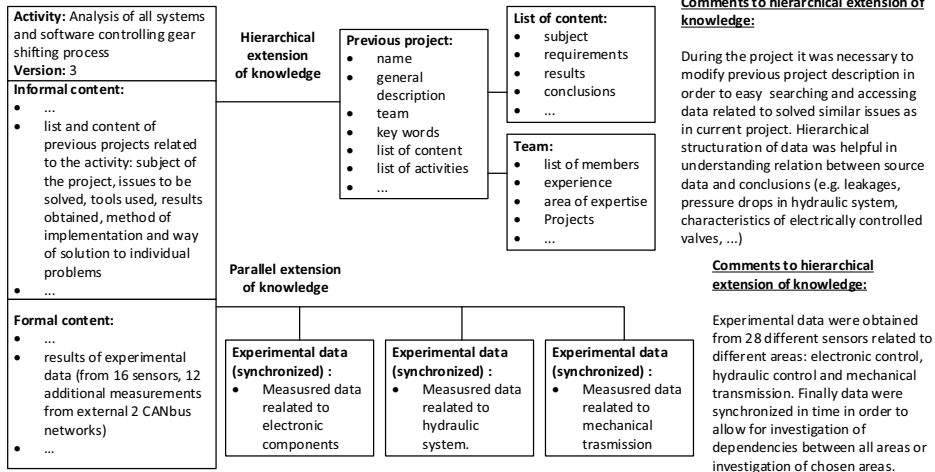 Activity: Analysis of all systems
and software controlling gear
shifting process
Version: 3
Informal content:
• ...
• list and content of
previous projects related
to the activity: subject of
the project, issues to be
solved, tools used, results
obtained, method of
implementation and way
of solution to individual
problems
• ...
Formal content:
• ...
• results of experimental
data (from 16 sensors, 12
additional measurements
from external 2 CANbus
networks)
• ...
Hierarchical
extension
of knowledge
Previous project:
• name
• general
description
• team
• key words
• list of content
• list of activities
• ...
List of content:
• subject
• requirements
• results
• conclusions
• ...
Team:
• list of members
• experience
• area of expertise
• Projects
• ...
Parallel extension
of knowledge
Experimental data
(synchronized) :
• Measusred data
realated to
electronic
components
Experimental data
(synchronized) :
• Measusred data
realated to
hydraulic
system.
Experimental data
(synchronized) :
• Measusred data
realated to
mechanical
trasmission
Comments to hierarchical extension of
knowledge:
During the project it was necessary to
modify previous project description in
order to easy searching and accessing
data related to solved similar issues as
in current project. Hierarchical
structuration of data was helpful in
understanding relation between source
data and conclusions (e.g. leakages,
pressure drops in hydraulic system,
characteristics of electrically controlled
valves, ...)
Comments to hierarchical
extension of knowledge:
Experimental data were obtained
from 28 different sensors related to
different areas: electronic control,
hydraulic control and mechanical
transmission. Finally data were
synchronized in time in order to
allow for investigation of
dependencies between all areas or
investigation of chosen areas.